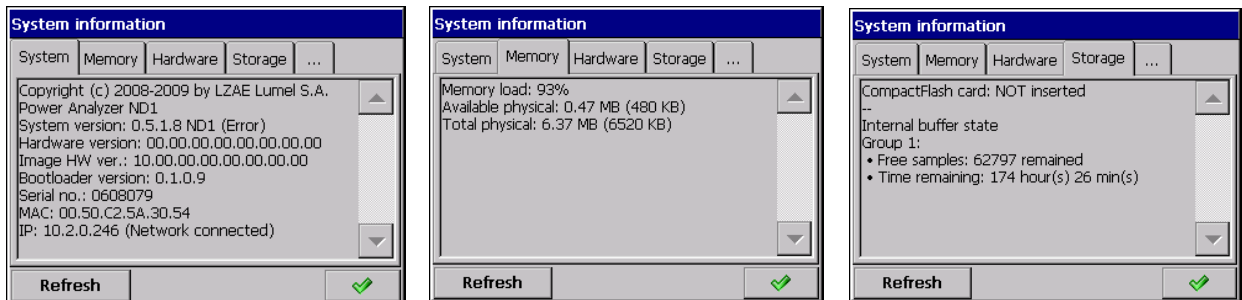 System information
System Memory Hardware Storage ...
Copyright (c) 2008-2009 by LZAE Lumel S.A.
Power Analyzer ND1
System version: 0.5.1.8 ND1 (Error)
Hardware version: 00.00.00.00.00.00.00.00
Image HW ver.: 10.00.00.00.00.00.00.00
Bootloader version: 0.1.0.9
Serial no.: 0608079
MAC: 00.50.C2.5A.30.54
IP: 10.2.0.246 (Network connected)
Refresh
System information
System Memory Hardware Storage ...
Memory load: 93%
Available physical: 0.47 MB (480 KB)
Total physical: 6.37 MB (6520 KB)
Refresh
System information
System Memory Hardware Storage ...
CompactFlash card: NOT inserted
--
Internal buffer state
Group 1:
• Free samples: 62797 remained
• Time remaining: 174 hour(s) 26 min(s)
Refresh